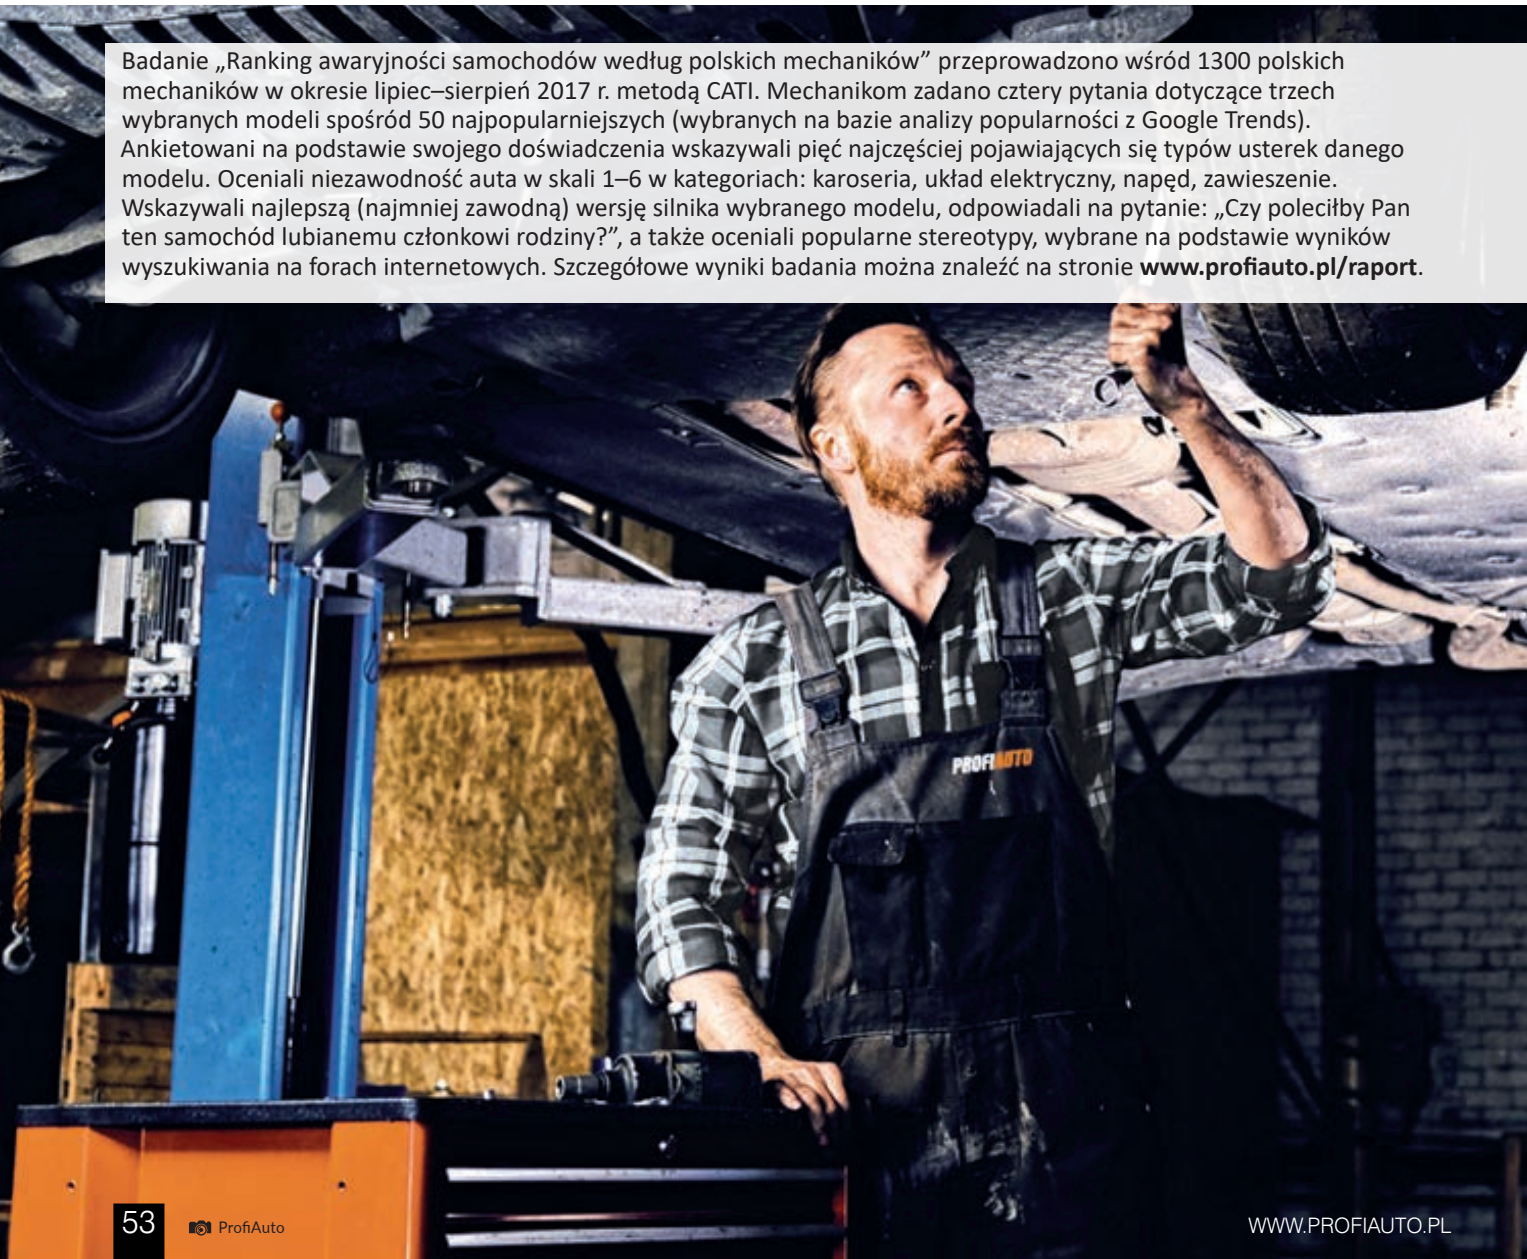 Badanie „Ranking awaryjności samochodów według polskich mechaników” przeprowadzono wśród 1300 polskich
mechaników w okresie lipiec–sierpień 2017 r. metodą CATI. Mechanikom zadano cztery pytania dotyczące trzech
wybranych modeli spośród 50 najpopularniejszych (wybranych na bazie analizy popularności z Google Trends).
Ankietowani na podstawie swojego doświadczenia wskazywali pięć najczęściej pojawiających się typów usterek danego
modelu. Oceniali niezawodność auta w skali 1–6 w kategoriach: karoseria, układ elektryczny, napęd, zawieszenie.
Wskazywali najlepszą (najmniej zawodną) wersję silnika wybranego modelu, odpowiadali na pytanie: „Czy poleciłby Pan
ten samochód lubianemu członkowi rodziny?”, a także oceniali popularne stereotypy, wybrane na podstawie wyników
wyszukiwania na forach internetowych. Szczegółowe wyniki badania można znaleźć na stronie www.profiauto.pl/raport.
PROFIAUTO
53
ProfiAuto
WWW.PROFIAUTO.PL